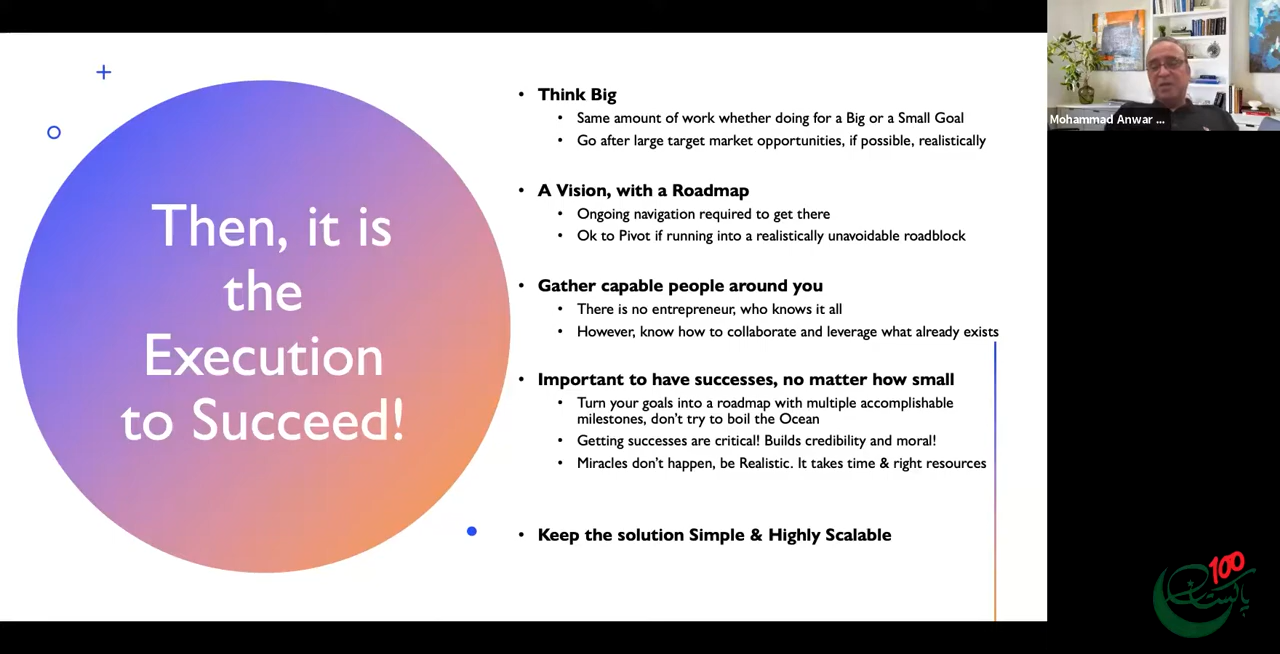 Then, it is
the
Execution
to Succeed!
• Think Big
• Same amount of work whether doing for a Big or a Small Goal
• Go after large target market opportunities, if possible, realistically
• A Vision, with a Roadmap
• Ongoing navigation required to get there
• Ok to Pivot if running into a realistically unavoidable roadblock
• Gather capable people around you
• There is no entrepreneur, who knows it all
• However, know how to collaborate and leverage what already exists
• Important to have successes, no matter how small
• Turn your goals into a roadmap with multiple accomplishable
milestones, don't try to boil the Ocean
• Getting successes are critical! Builds credibility and moral!
• Miracles don't happen, be Realistic. It takes time & right resources
• Keep the solution Simple & Highly Scalable
Mohammad Anwar ...
100
پاکستان